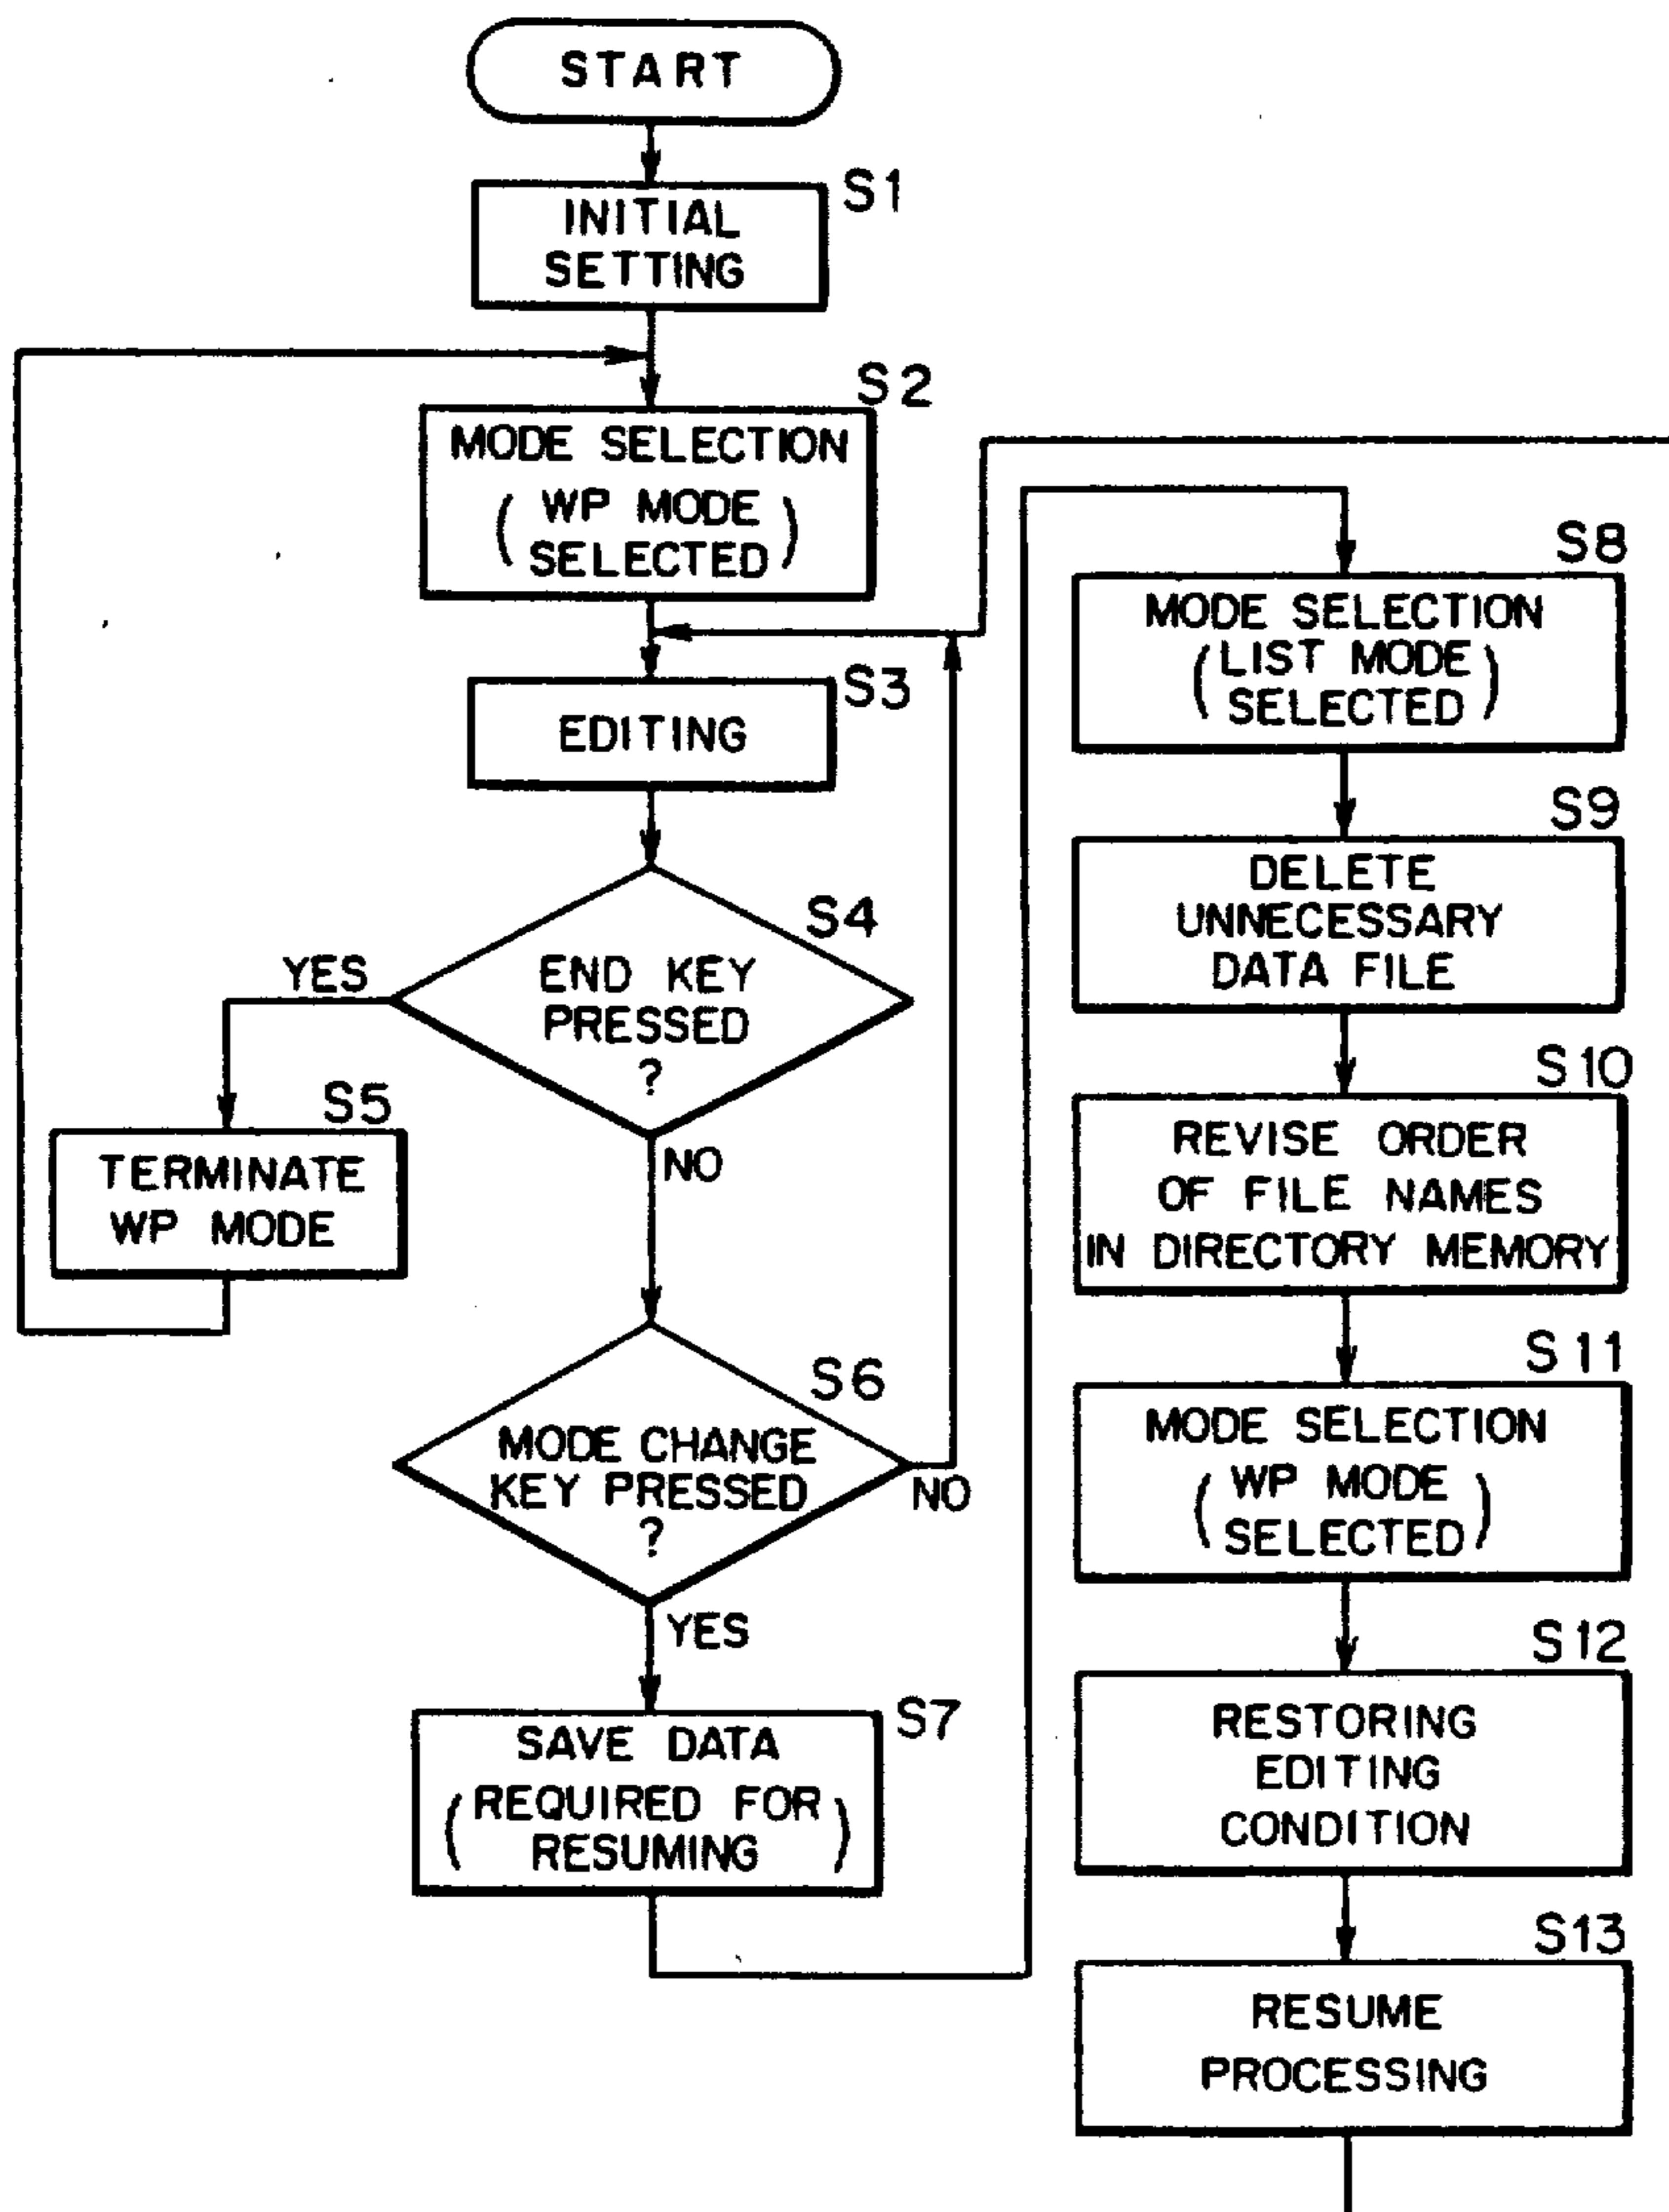 START
S1
INITIAL
SETTING
S2
MODE SELECTION
( WP MODE
SELECTED )
S3
EDITING
S4
END KEY
PRESSED
?
YES
NO
S5
TERMINATE
WP MODE
S6
MODE CHANGE
KEY PRESSED
?
NO
YES
S7
SAVE DATA
( REQUIRED FOR
RESUMING )
S8
MODE SELECTION
( LIST MODE
SELECTED )
S9
DELETE
UNNECESSARY
DATA FILE
S10
REVISE ORDER
OF FILE NAMES
IN DIRECTORY MEMORY
S11
MODE SELECTION
( WP MODE
SELECTED )
S12
RESTORING
EDITING
CONDITION
S13
RESUME
PROCESSING